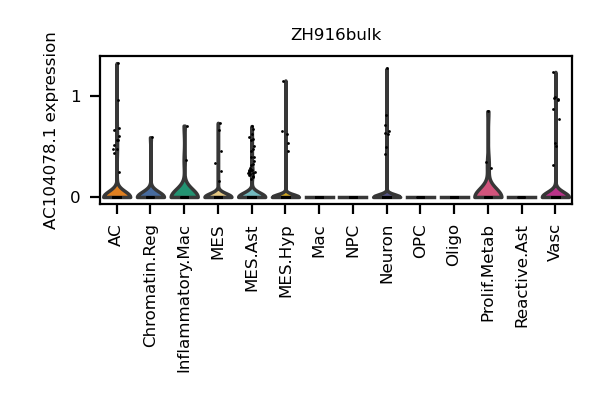 ZH916bulk
AC104078.1 expression
1
0
AC
Chromatin.Reg
Inflammatory.Mac
MES
MES.Ast
MES.Hyp
Mac
NPC
Neuron
OPC
Oligo
Prolif.Metab
Reactive.Ast
Vasc